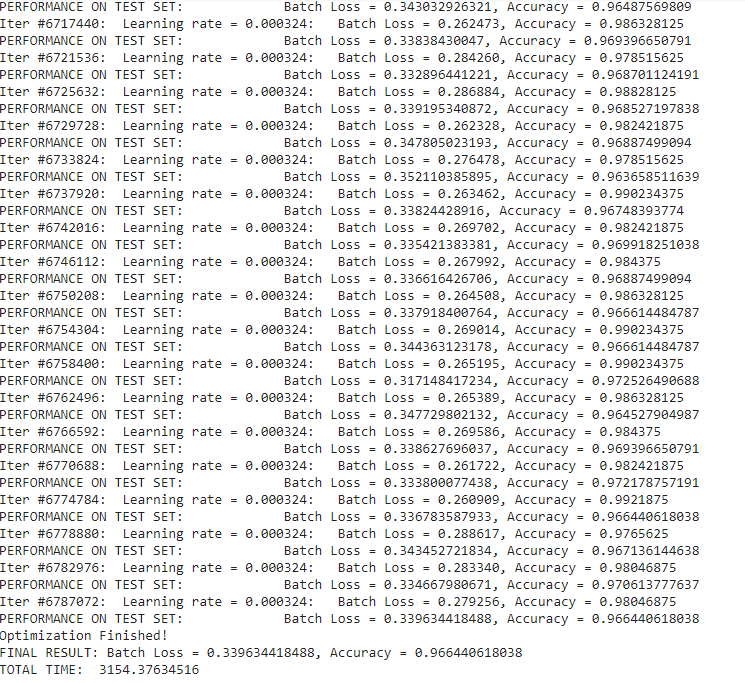 PERFORMANCE ON TEST SET: Batch Loss = 0.343032926321, Accuracy = 0.96487569809
Iter #6717440: Learning rate = 0.000324: Batch Loss = 0.262473, Accuracy = 0.986328125
PERFORMANCE ON TEST SET: Batch Loss = 0.33838430047, Accuracy = 0.969396650791
Iter #6721536: Learning rate = 0.000324: Batch Loss = 0.284260, Accuracy = 0.978515625
PERFORMANCE ON TEST SET: Batch Loss = 0.332896441221, Accuracy = 0.968701124191
Iter #6725632: Learning rate = 0.000324: Batch Loss = 0.286884, Accuracy = 0.98828125
PERFORMANCE ON TEST SET: Batch Loss = 0.339195340872, Accuracy = 0.968527197838
Iter #6729728: Learning rate = 0.000324: Batch Loss = 0.262328, Accuracy = 0.982421875
PERFORMANCE ON TEST SET: Batch Loss = 0.347805023193, Accuracy = 0.96887499094
Iter #6733824: Learning rate = 0.000324: Batch Loss = 0.276478, Accuracy = 0.978515625
PERFORMANCE ON TEST SET: Batch Loss = 0.352110385895, Accuracy = 0.963658511639
Iter #6737920: Learning rate = 0.000324: Batch Loss = 0.263462, Accuracy = 0.990234375
PERFORMANCE ON TEST SET: Batch Loss = 0.33824428916, Accuracy = 0.96748393774
Iter #6742016: Learning rate = 0.000324: Batch Loss = 0.269702, Accuracy = 0.982421875
PERFORMANCE ON TEST SET: Batch Loss = 0.335421383381, Accuracy = 0.969918251038
Iter #6746112: Learning rate = 0.000324: Batch Loss = 0.267992, Accuracy = 0.984375
PERFORMANCE ON TEST SET: Batch Loss = 0.336616426706, Accuracy = 0.96887499094
Iter #6750208: Learning rate = 0.000324: Batch Loss = 0.264508, Accuracy = 0.986328125
PERFORMANCE ON TEST SET: Batch Loss = 0.337918400764, Accuracy = 0.966614484787
Iter #6754304: Learning rate = 0.000324: Batch Loss = 0.269014, Accuracy = 0.990234375
PERFORMANCE ON TEST SET: Batch Loss = 0.344363123178, Accuracy = 0.966614484787
Iter #6758400: Learning rate = 0.000324: Batch Loss = 0.265195, Accuracy = 0.990234375
PERFORMANCE ON TEST SET: Batch Loss = 0.317148417234, Accuracy = 0.972526490688
Iter #6762496: Learning rate = 0.000324: Batch Loss = 0.265389, Accuracy = 0.986328125
PERFORMANCE ON TEST SET: Batch Loss = 0.347729802132, Accuracy = 0.964527904987
Iter #6766592: Learning rate = 0.000324: Batch Loss = 0.269586, Accuracy = 0.984375
PERFORMANCE ON TEST SET: Batch Loss = 0.338627696037, Accuracy = 0.969396650791
Iter #6770688: Learning rate = 0.000324: Batch Loss = 0.261722, Accuracy = 0.982421875
PERFORMANCE ON TEST SET: Batch Loss = 0.333800077438, Accuracy = 0.972178757191
Iter #6774784: Learning rate = 0.000324: Batch Loss = 0.260909, Accuracy = 0.9921875
PERFORMANCE ON TEST SET: Batch Loss = 0.336783587933, Accuracy = 0.966440618038
Iter #6778880: Learning rate = 0.000324: Batch Loss = 0.288617, Accuracy = 0.9765625
PERFORMANCE ON TEST SET: Batch Loss = 0.343452721834, Accuracy = 0.967136144638
Iter #6782976: Learning rate = 0.000324: Batch Loss = 0.283340, Accuracy = 0.98046875
PERFORMANCE ON TEST SET: Batch Loss = 0.334667980671, Accuracy = 0.970613777637
Iter #6787072: Learning rate = 0.000324: Batch Loss = 0.279256, Accuracy = 0.98046875
PERFORMANCE ON TEST SET: Batch Loss = 0.339634418488, Accuracy = 0.966440618038
Optimization Finished!
FINAL RESULT: Batch Loss = 0.339634418488, Accuracy = 0.966440618038
TOTAL TIME: 3154.37634516